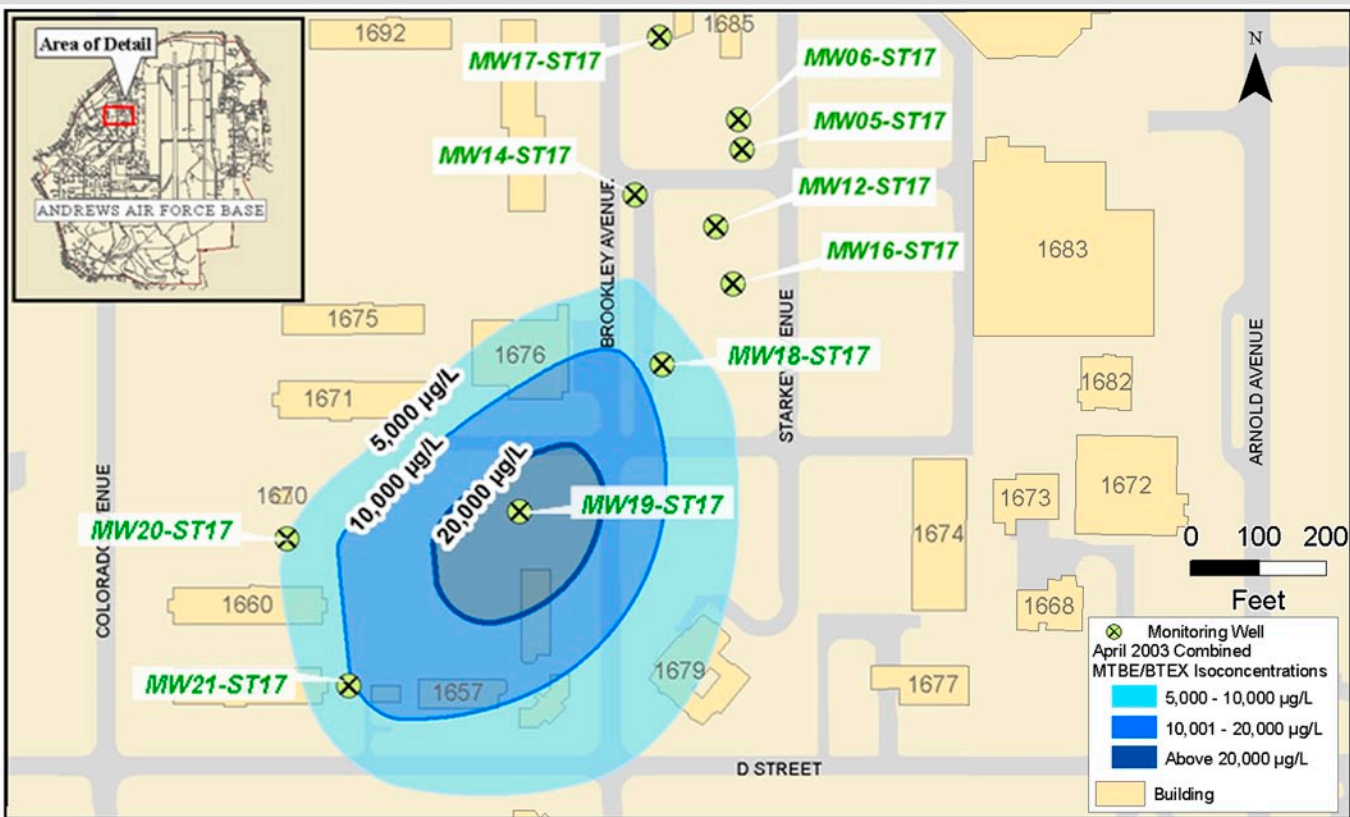 Area of Detail
ANDREWS AIR FORCE BASE
1692
1685
MW17-ST17
MW06-ST17
N
MW05-ST17
MW14-ST17
MW12-ST17
BROOKLEY AVENUE
MW16-ST17
1683
1675
1676
STARKEY AVENUE
MW18-ST17
1671
5,000 µg/L
1682
ARNOLD AVENUE
10,000 µg/L
20,000 µg/L
1670
MW19-ST17
1673
1672
MW20-ST17
COLORADO AVENUE
1674
0 100 200
Feet
1660
1668
MW21-ST17
1657
1679
1677
D STREET
Monitoring Well
April 2003 Combined
MTBE/BTEX Isoconcentrations
5,000 - 10,000 µg/L
10,001 - 20,000 µg/L
Above 20,000 µg/L
Building